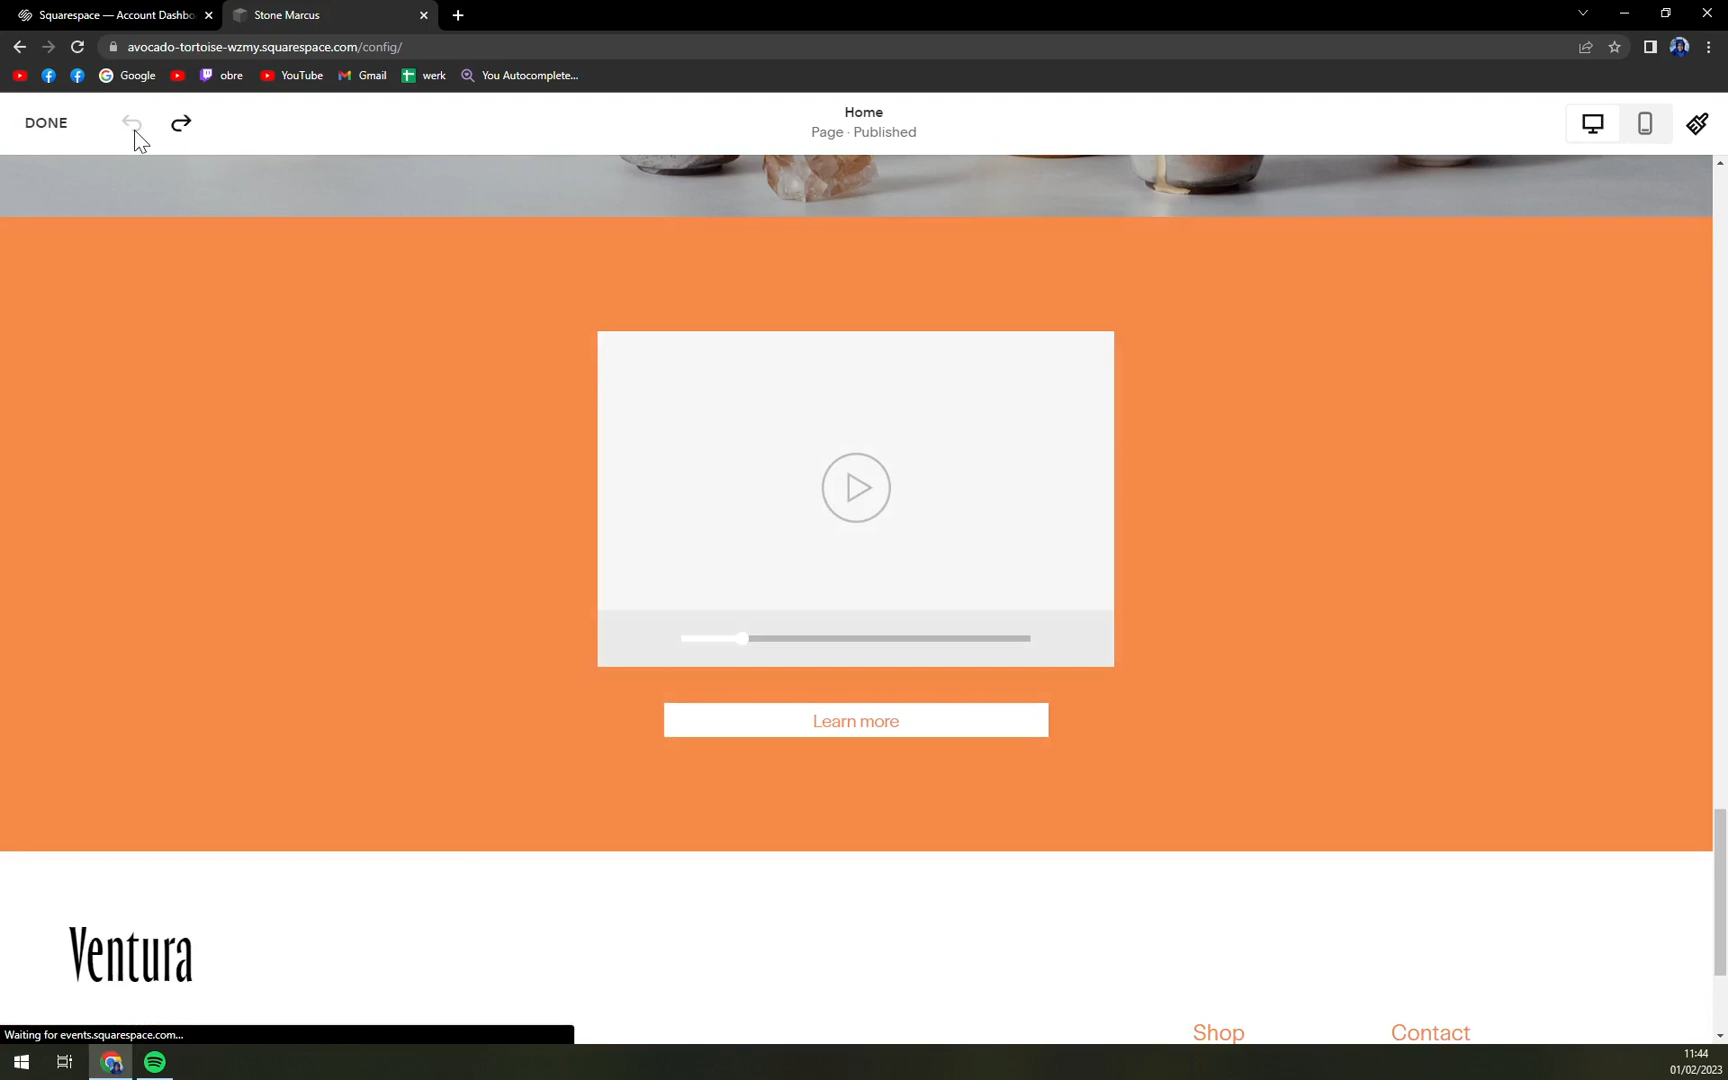 Squarespace — Account Dashbo
Stone Marcus
avocado-tortoise-wzmy.squarespace.com/config/
Google
obre
YouTube
Gmail
werk
You Autocomplete...
DONE
Home
Page · Published
Learn more
Ventura
Shop
Contact
Waiting for events.squarespace.com...
11:44
01/02/2023